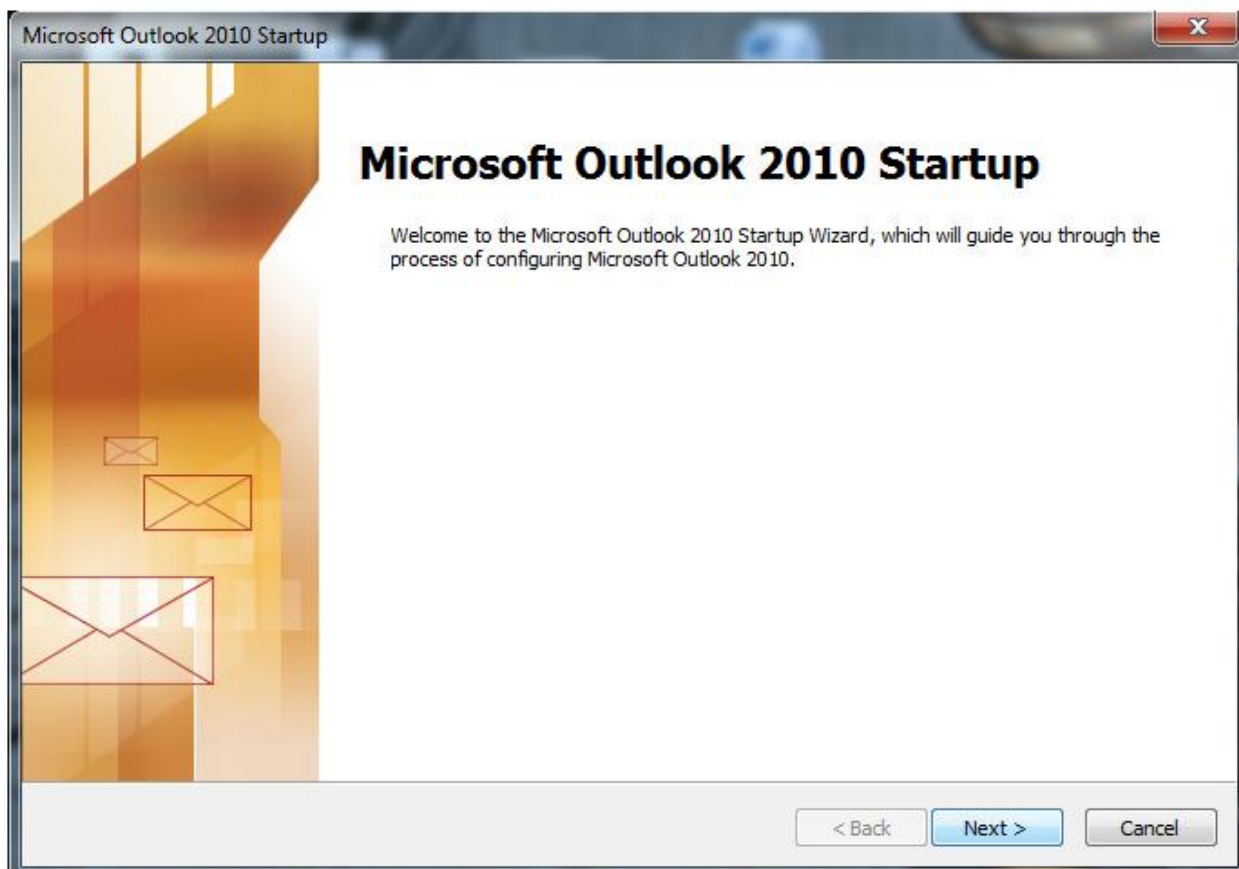 Microsoft Outlook 2010 Startup
Microsoft Outlook 2010 Startup
Welcome to the Microsoft Outlook 2010 Startup Wizard, which will guide you through the
process of configuring Microsoft Outlook 2010.
< Back Next > Cancel